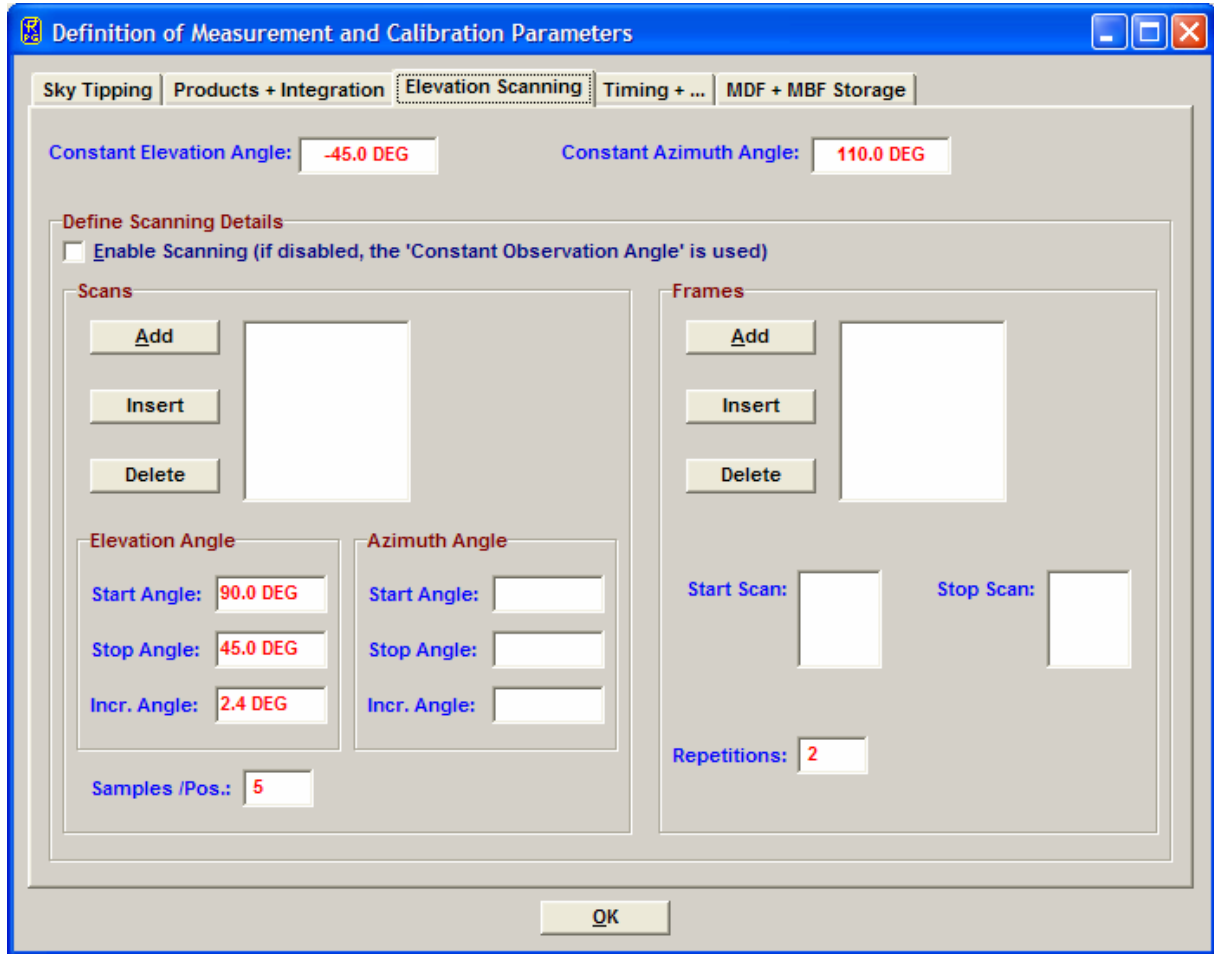 Definition of Measurement and Calibration Parameters
Sky Tipping Products + Integration Elevation Scanning Timing + ... MDF + MBF Storage
Constant Elevation Angle: -45.0 DEG Constant Azimuth Angle: 110.0 DEG
Define Scanning Details
Enable Scanning (if disabled, the 'Constant Observation Angle' is used)
Scans
Add
Insert
Delete
Elevation Angle
Start Angle: 90.0 DEG
Stop Angle: 45.0 DEG
Incr. Angle: 2.4 DEG
Azimuth Angle
Start Angle:
Stop Angle:
Incr. Angle:
Samples /Pos.: 5
Frames
Add
Insert
Delete
Start Scan: Stop Scan:
Repetitions: 2
OK